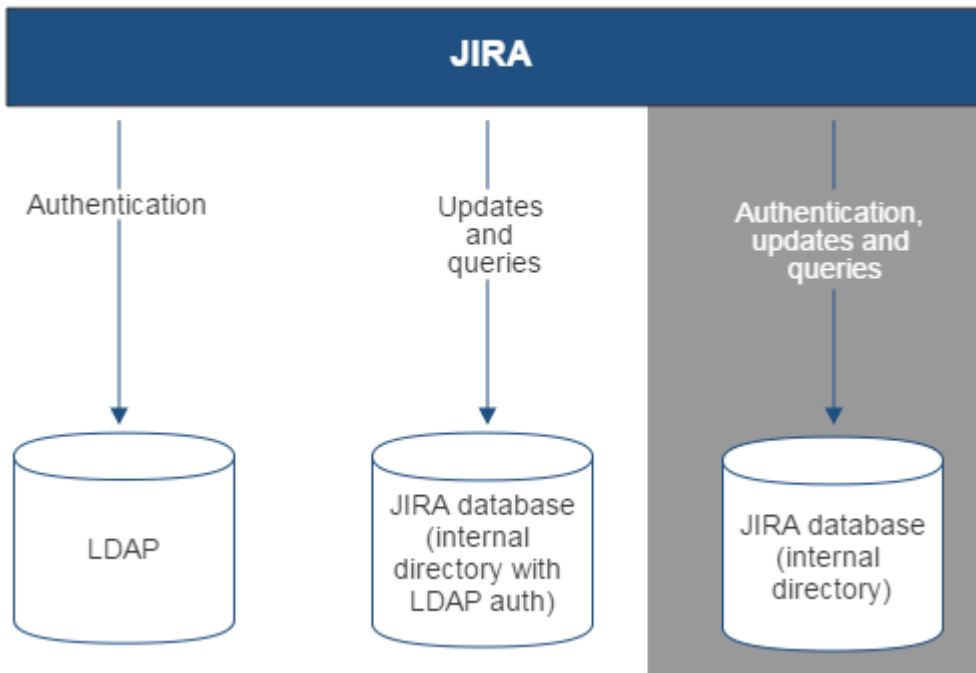 JIRA
Authentication
Updates
and
queries
Authentication,
updates and
queries
LDAP
JIRA database
(internal
directory with
LDAP auth)
JIRA database
(internal
directory)